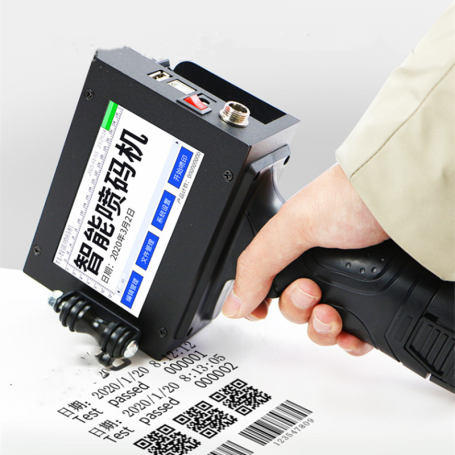 智能喷码机
日期：2020年3月2日
编辑管理
文件管理
系统设置
开始喷印
日期：2020/1/20 8:12:12
Test passed 000001
日期：2020/1/20 8:13:05
Test passed 000002
123547809